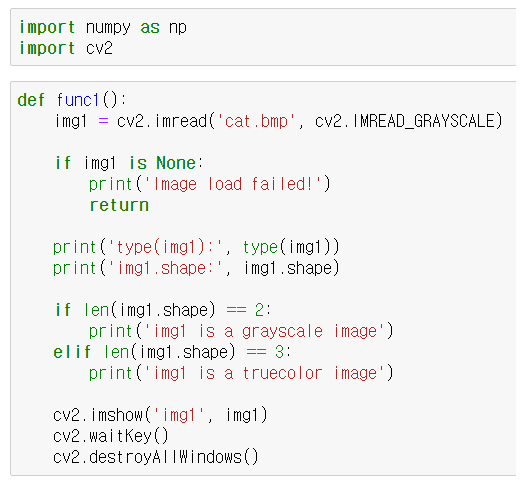 import numpy as np
import cv2
def func1():
    img1 = cv2.imread('cat.bmp', cv2.IMREAD_GRAYSCALE)
    if img1 is None:
        print('Image load failed!')
        return
    print('type(img1):', type(img1))
    print('img1.shape:', img1.shape)
    if len(img1.shape) == 2:
        print('img1 is a grayscale image')
    elif len(img1.shape) == 3:
        print('img1 is a truecolor image')
    cv2.imshow('img1', img1)
    cv2.waitKey()
    cv2.destroyAllWindows()